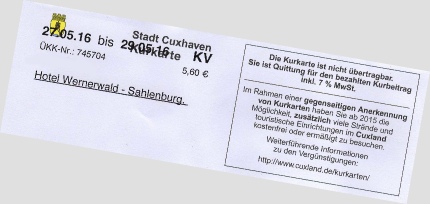 Stadt Cuxhaven
27.05.16 bis 29.05.16 KV
Kurkarte
ÜKK-Nr.: 745704
5,60 €
Hotel Wernerwald - Sahlenburg,
Die Kurkarte ist nicht übertragbar.
Sie ist Quittung für den bezahlten Kurbeitrag
inkl. 7 % MwSt.
Im Rahmen einer gegenseitigen Anerkennung
von Kurkarten haben Sie ab 2015 die
Möglichkeit, zusätzlich viele Strände und
touristische Einrichtungen im Cuxland
kostenfrei oder ermäßigt zu besuchen.
Weiterführende Informationen
zu den Vergünstigungen:
http://www.cuxland.de/kurkarten/